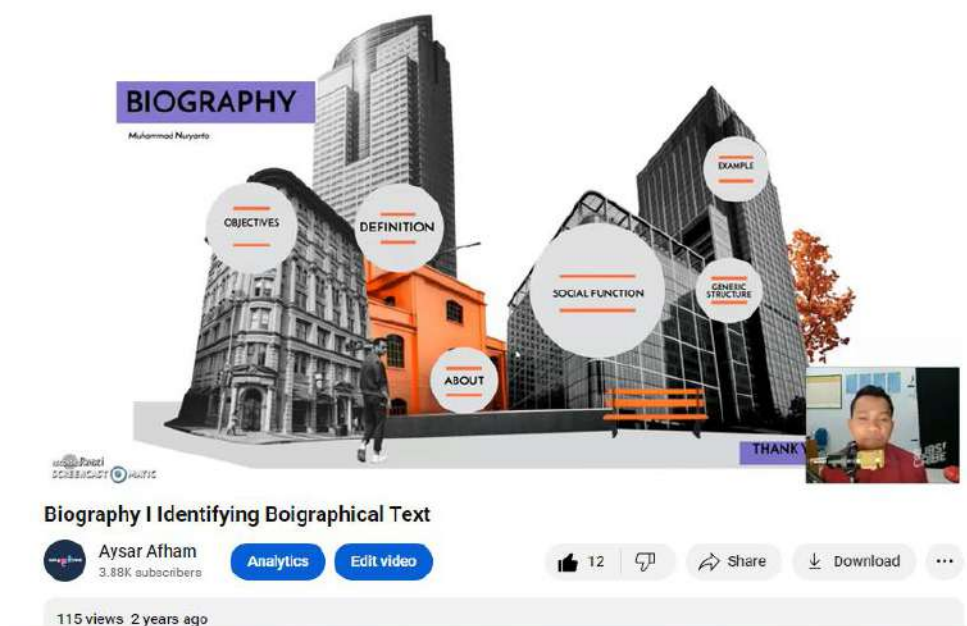 BIOGRAPHY
Muhammad Nuryanto
EXAMPLE
OBJECTIVES
DEFINITION
SOCIAL FUNCTION
GENERIC
STRUCTURE
ABOUT
THANK Y
SCREENCAST MATIC
Biography I Identifying Boigraphical Text
Aysar Afham
3.88K subscribers
Analytics
Edit video
12
Share
Download
115 views 2 years ago